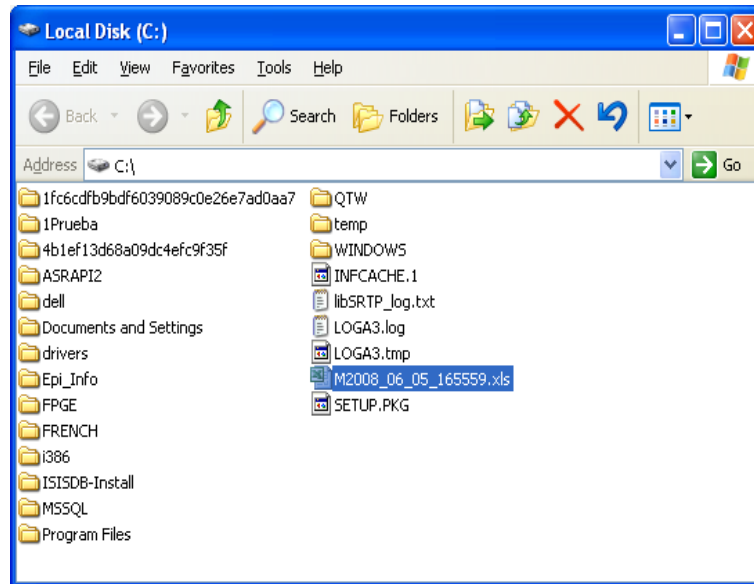 Local Disk (C:)
File Edit View Favorites Tools Help
Back Search Folders
Address C:\ Go
1fc6cdfb9bdf6039089c0e26e7ad0aa7
1Prueba
4b1ef13d68a09dc4efc9f35f
ASRAPI2
dell
Documents and Settings
drivers
Epi_Info
FPGE
FRENCH
i386
ISISDB-Install
MSSQL
Program Files
QTW
temp
WINDOWS
INFCACHE.1
libSRTP_log.txt
LOGA3.log
LOGA3.tmp
M2008_06_05_165559.xls
SETUP.PKG